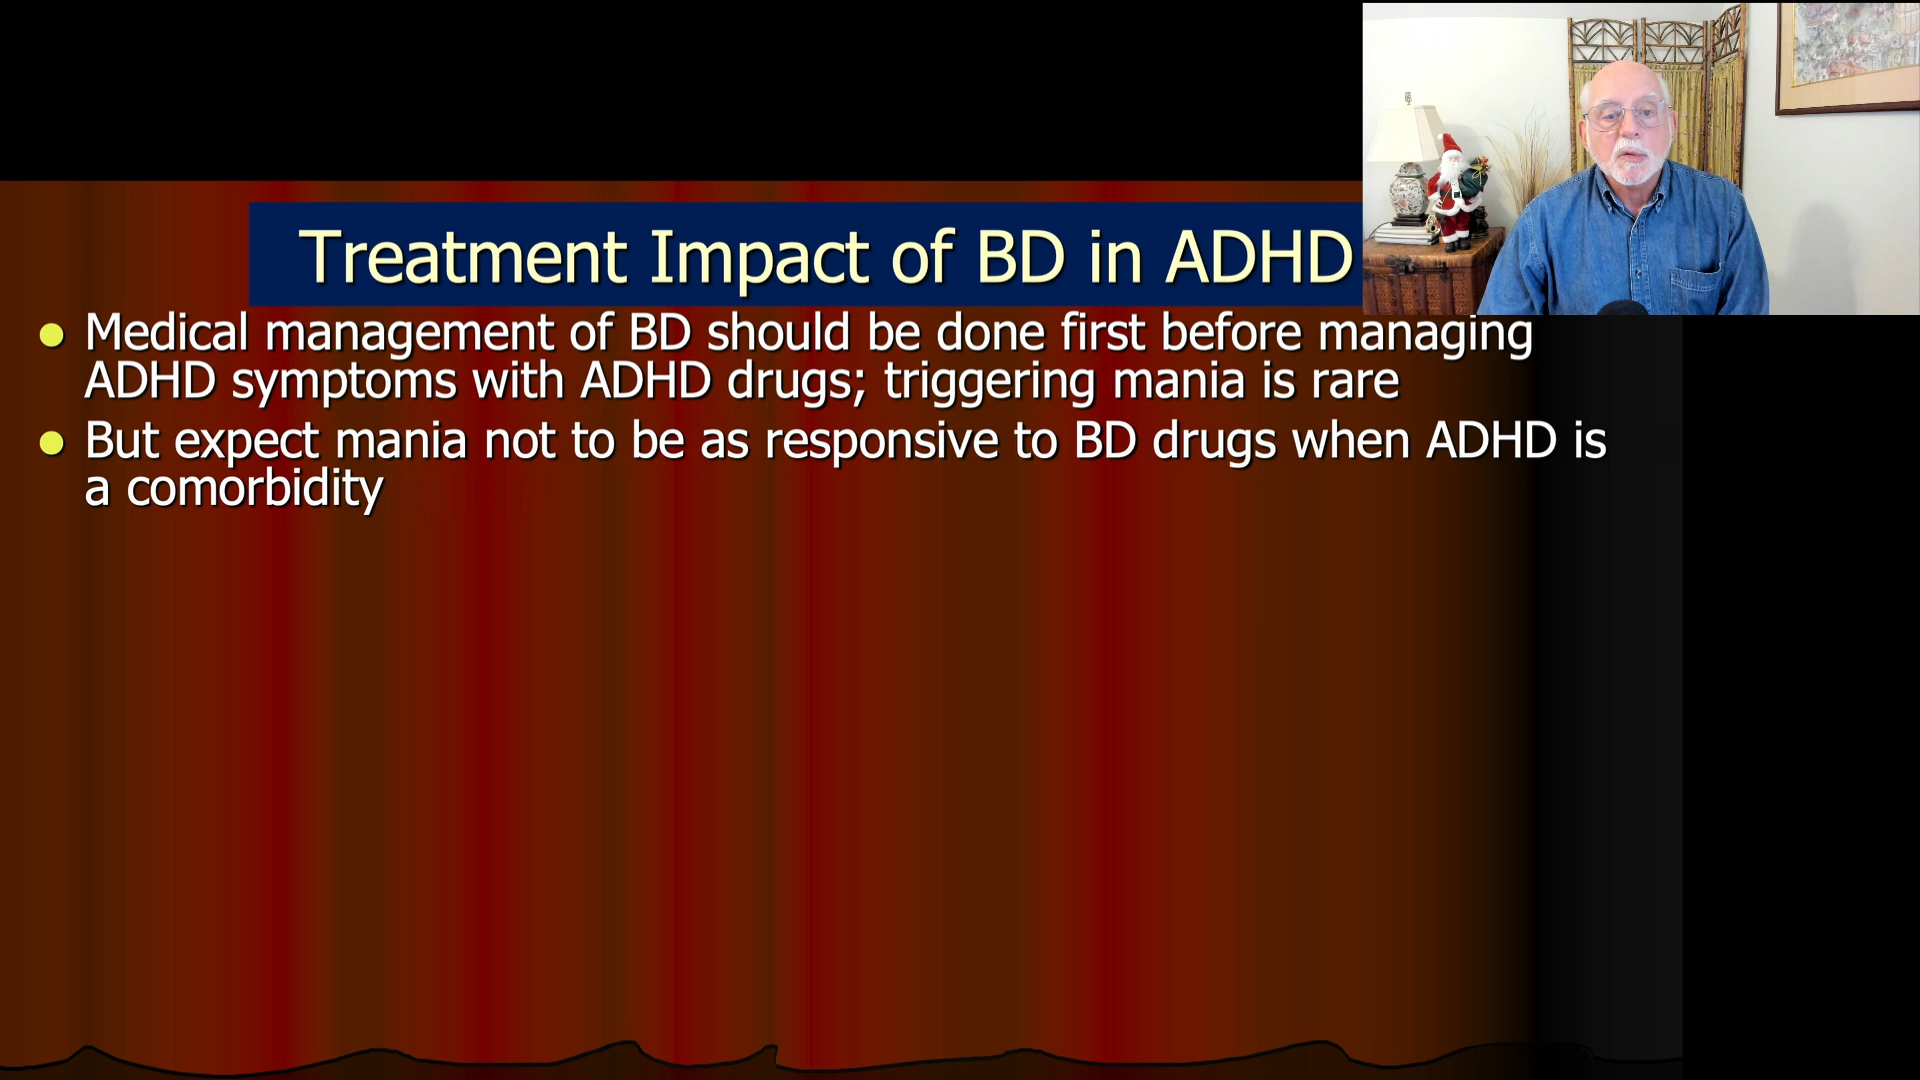 Treatment Impact of BD in ADHD
Medical management of BD should be done first before managing
ADHD symptoms with ADHD drugs; triggering mania is rare
But expect mania not to be as responsive to BD drugs when ADHD is
a comorbidity